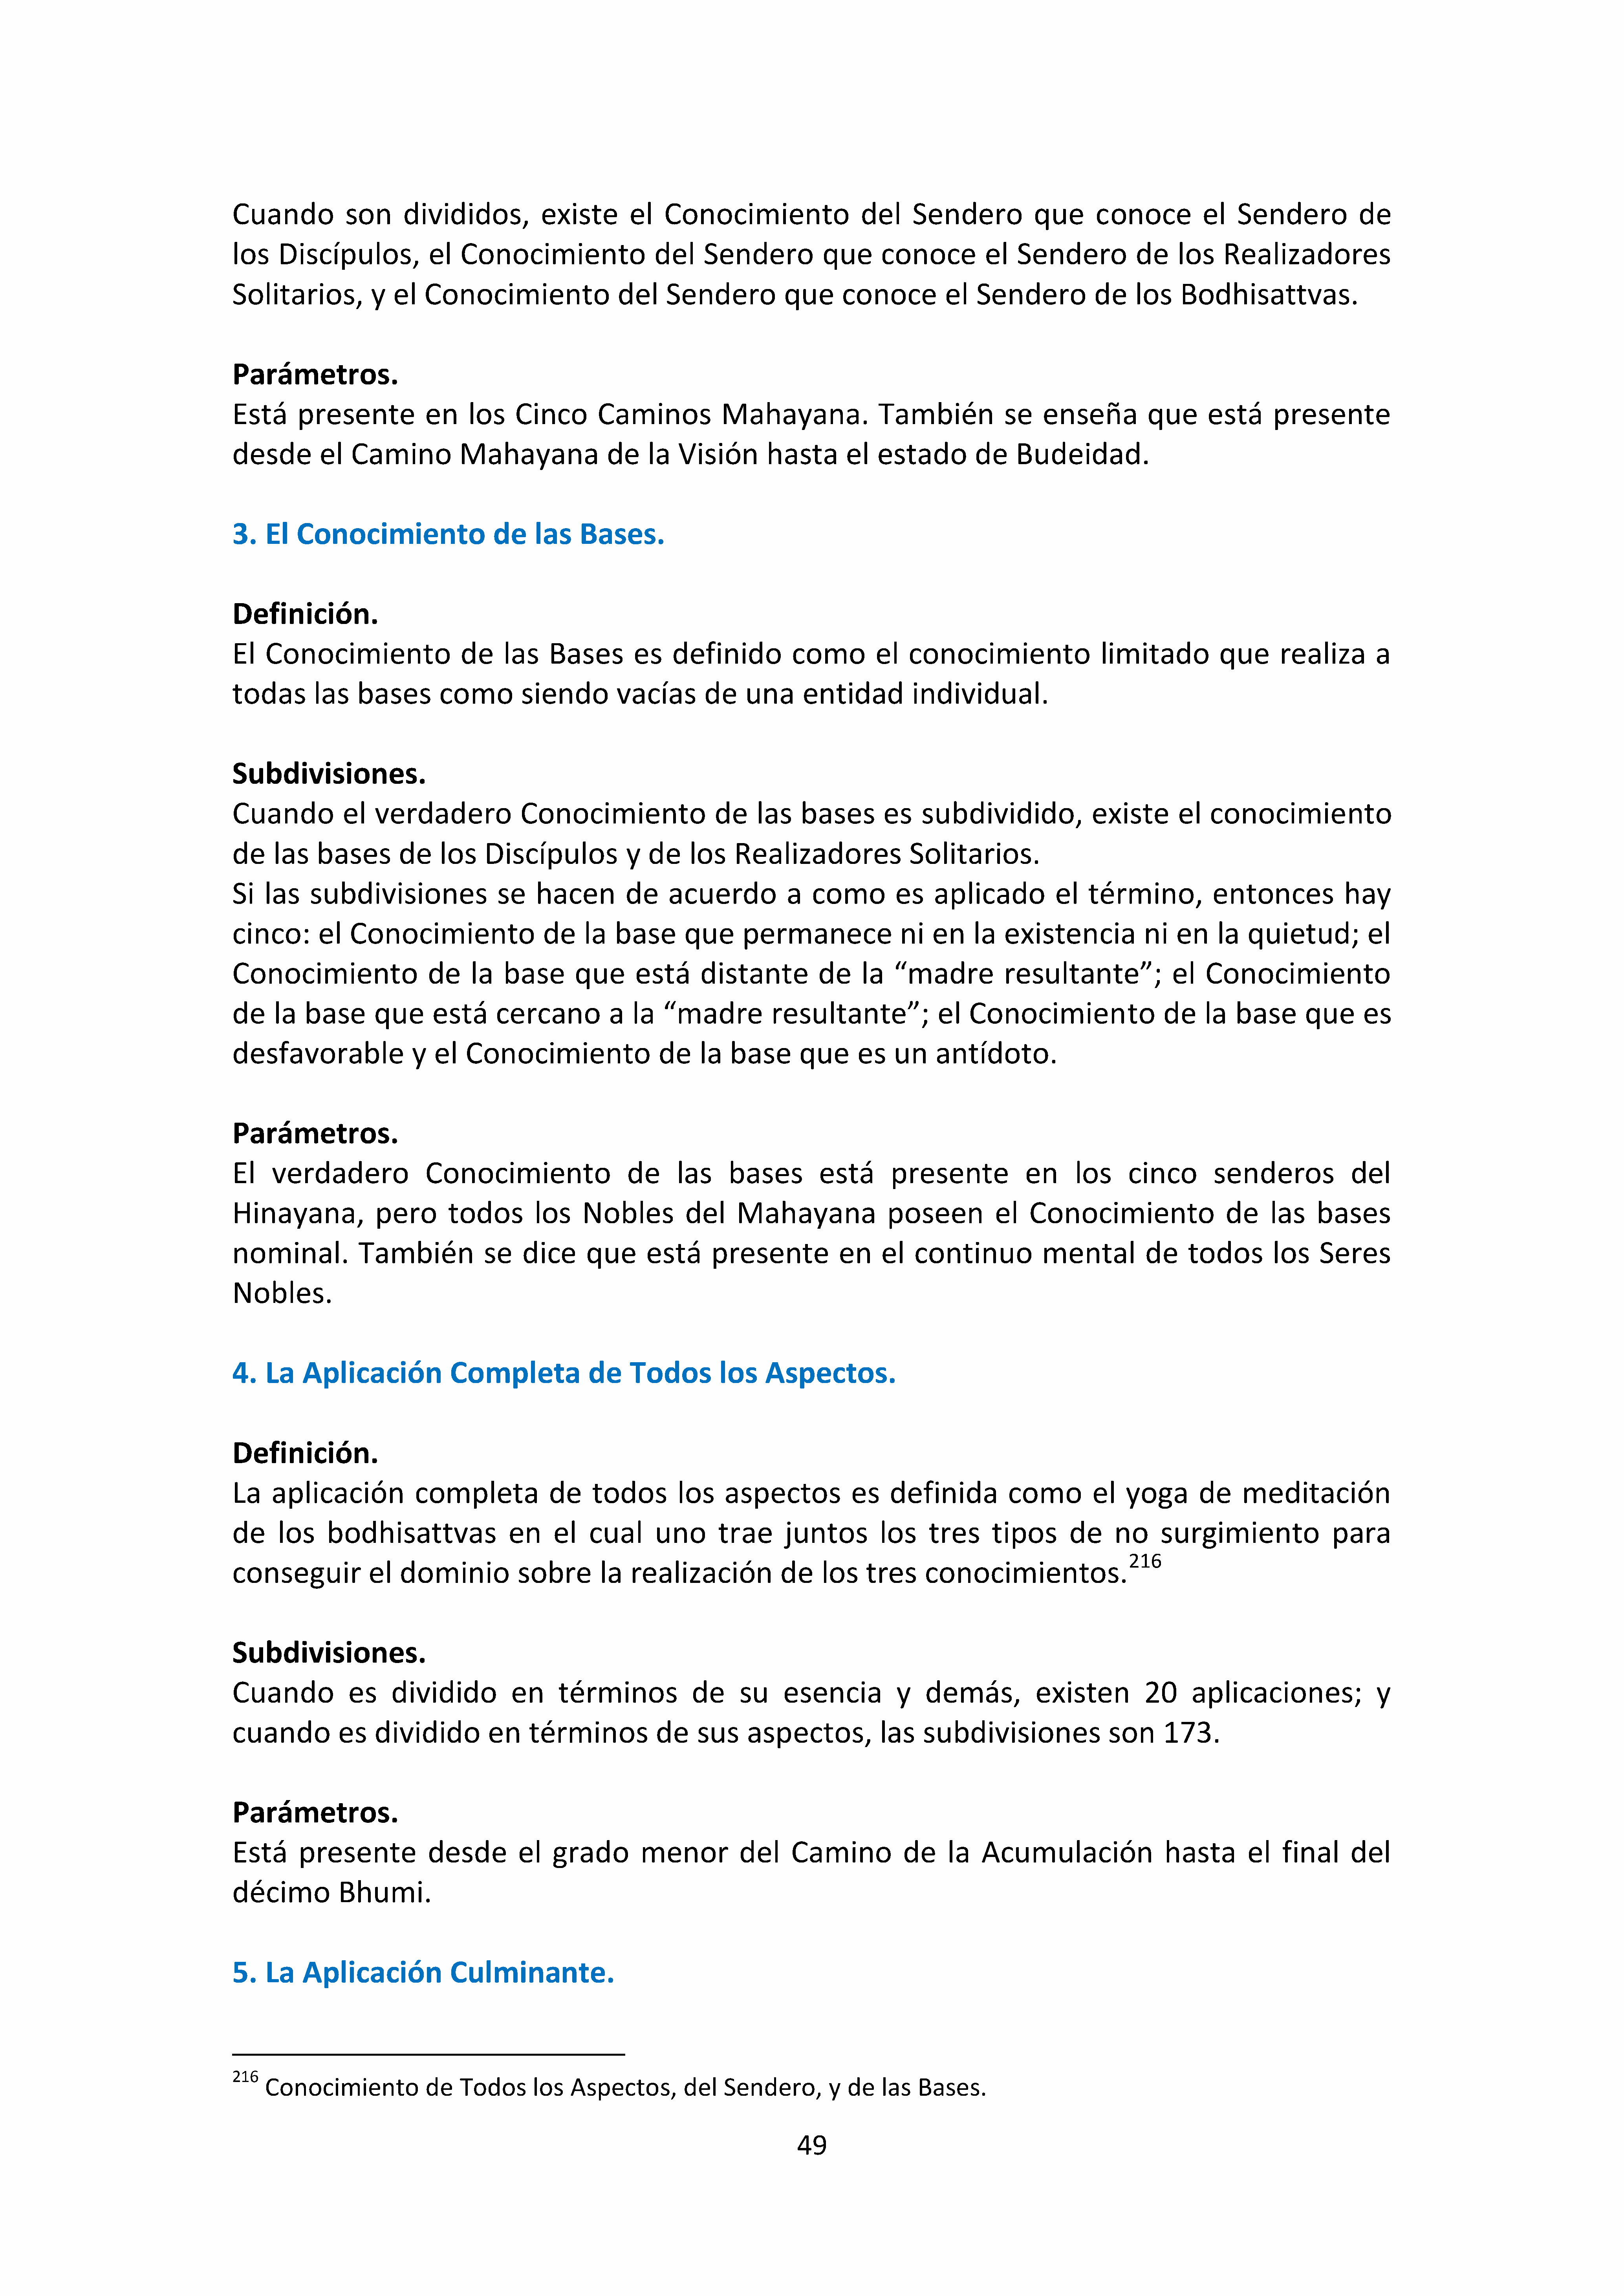 Cuando son divididos, existe el Conocimiento del Sendero que conoce el Sendero de
los Discípulos, el Conocimiento del Sendero que conoce el Sendero de los Realizadores
Solitarios, y el Conocimiento del Sendero que conoce el Sendero de los Bodhisattvas.
Parámetros.
Está presente en los Cinco Caminos Mahayana. También se enseña que está presente
desde el Camino Mahayana de la Visión hasta el estado de Budeidad.
3. El Conocimiento de las Bases.
Definición.
El Conocimiento de las Bases es definido como el conocimiento limitado que realiza a
todas las bases como siendo vacías de una entidad individual.
Subdivisiones.
Cuando el verdadero Conocimiento de las bases es subdividido, existe el conocimiento
de las bases de los Discípulos y de los Realizadores Solitarios.
Si las subdivisiones se hacen de acuerdo a como es aplicado el término, entonces hay
cinco: el Conocimiento de la base que permanece ni en la existencia ni en la quietud; el
Conocimiento de la base que está distante de la “madre resultante”; el Conocimiento
de la base que está cercano a la “madre resultante”; el Conocimiento de la base que es
desfavorable y el Conocimiento de la base que es un antídoto.
Parámetros.
El verdadero Conocimiento de las bases está presente en los cinco senderos del
Hinayana, pero todos los Nobles del Mahayana poseen el Conocimiento de las bases
nominal. También se dice que está presente en el continuo mental de todos los Seres
Nobles.
4. La Aplicación Completa de Todos los Aspectos.
Definición.
La aplicación completa de todos los aspectos es definida como el yoga de meditación
de los bodhisattvas en el cual uno trae juntos los tres tipos de no surgimiento para
conseguir el dominio sobre la realización de los tres conocimientos.216
Subdivisiones.
Cuando es dividido en términos de su esencia y demás, existen 20 aplicaciones; y
cuando es dividido en términos de sus aspectos, las subdivisiones son 173.
Parámetros.
Está presente desde el grado menor del Camino de la Acumulación hasta el final del
décimo Bhumi.
5. La Aplicación Culminante.
216 Conocimiento de Todos los Aspectos, del Sendero, y de las Bases.
49